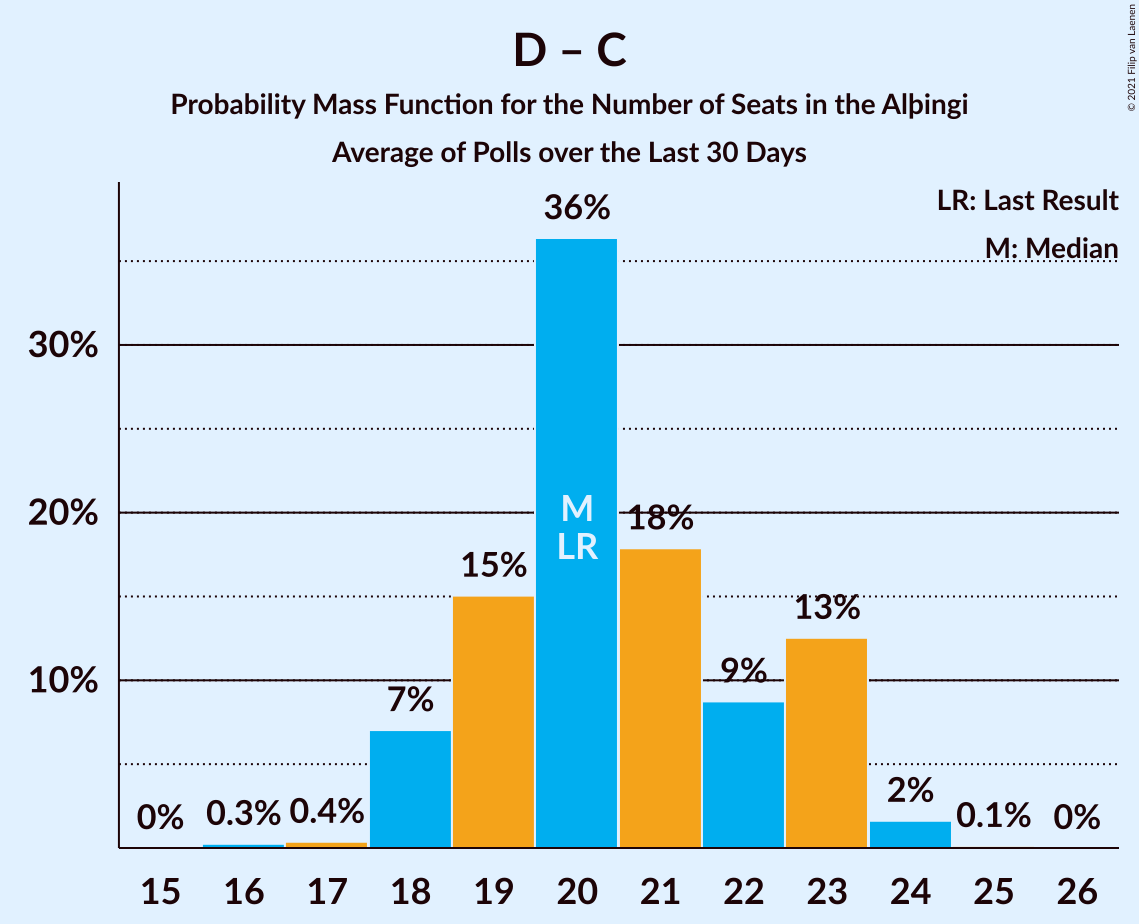 D – C
Probability Mass Function for the Number of Seats in the Alþingi
Average of Polls over the Last 30 Days
© 2021 Filip van Laenen
LR: Last Result
M: Median
30%
20%
10%
0%
0.3%
0.4%
7%
15%
36%
18%
9%
13%
2%
0.1%
0%
M
LR
15 16 17 18 19 20 21 22 23 24 25 26